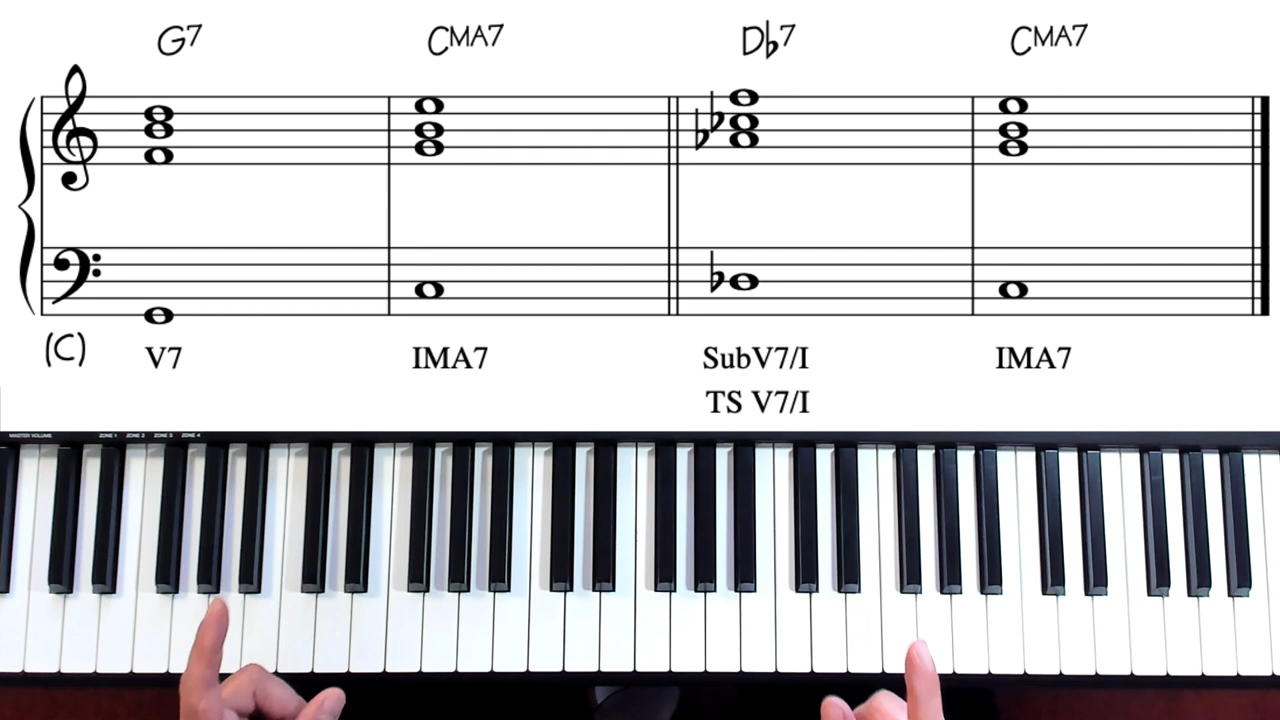 G7 CMA7 Db7 CMA7
(C) V7 IMA7 SubV7/I IMA7
TS V7/I
MASTER VOLUME ZONE 1 ZONE 2 ZONE 3 ZONE 4